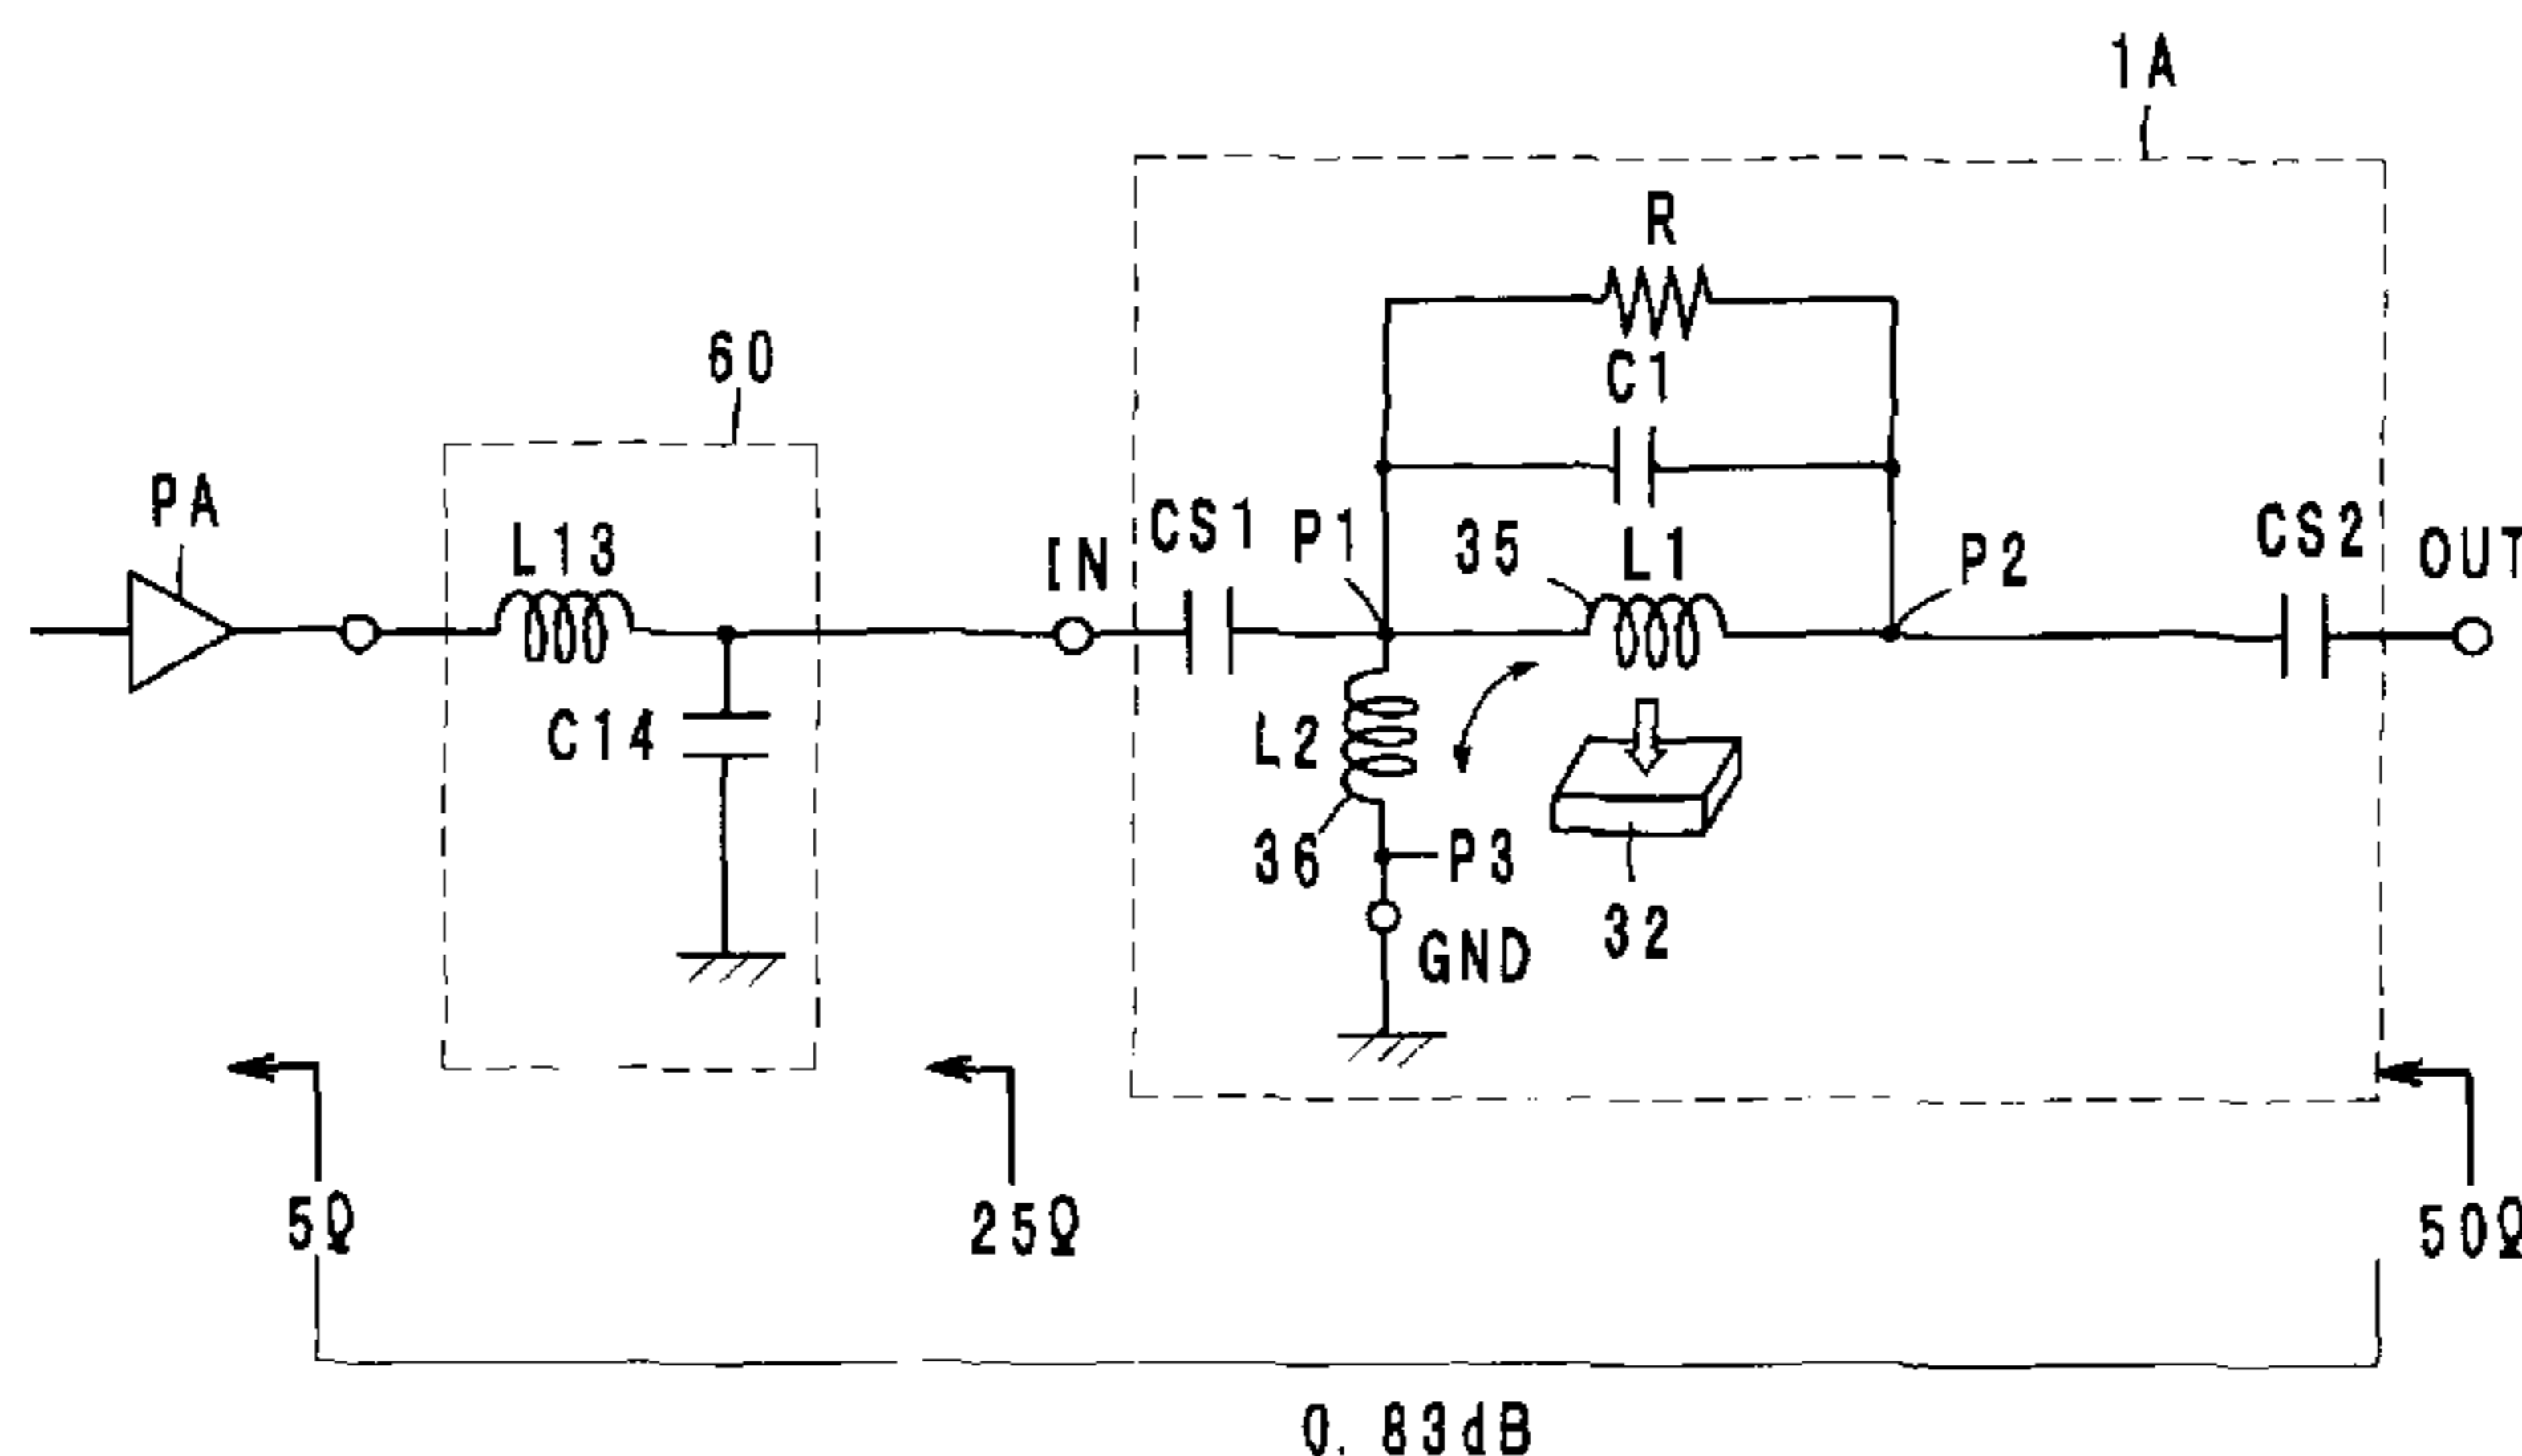 1A
R
60
C1
PA
L13
IN
CS1
P1
35
L1
P2
CS2
OUT
C14
L2
36
P3
32
GND
5Ω
25Ω
50Ω
0.83dB